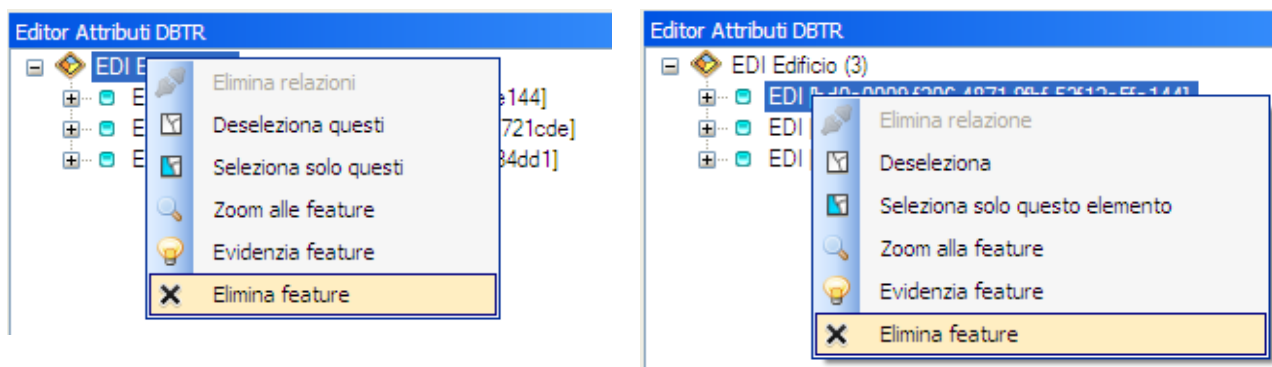 Editor Attributi DBTR
EDI E
Elimina relazioni
e144]
Deseleziona questi
721cde]
Seleziona solo questi
34dd1]
Zoom alle feature
Evidenzia feature
Elimina feature
Editor Attributi DBTR
EDI Edificio (3)
EDI
Elimina relazione
EDI
Deseleziona
EDI
Seleziona solo questo elemento
Zoom alla feature
Evidenzia feature
Elimina feature